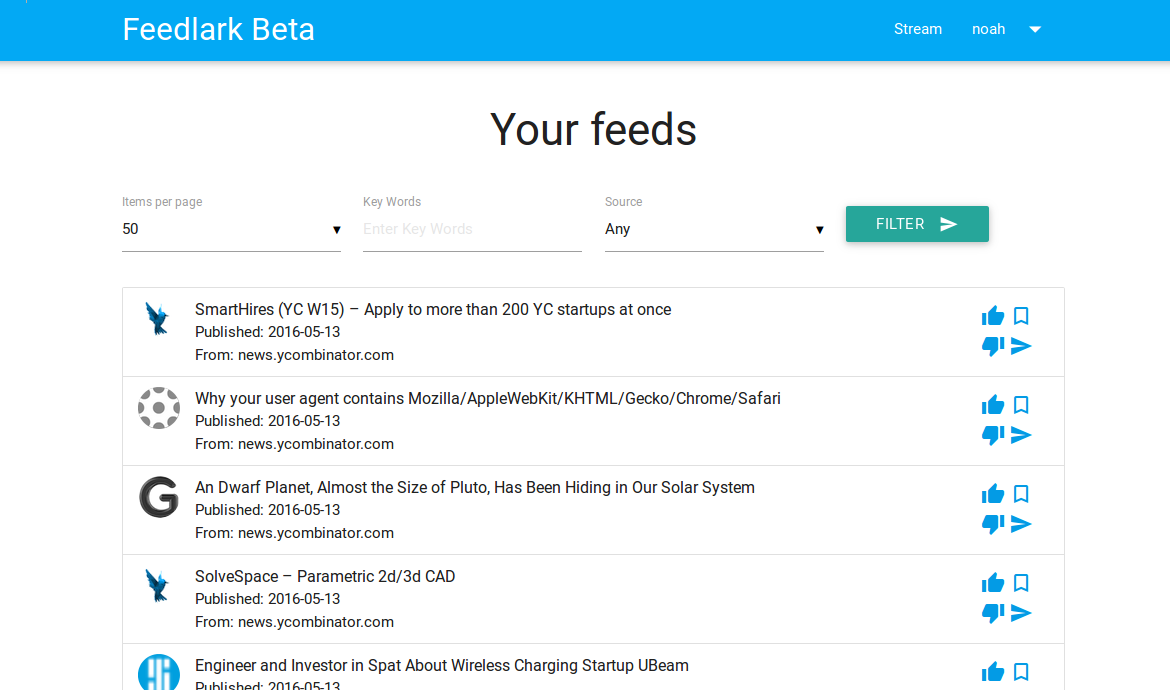 Feedlark Beta
Stream noah
Your feeds
Items per page Key Words Source
50 Enter Key Words Any FILTER
SmartHires (YC W15) – Apply to more than 200 YC startups at once
Published: 2016-05-13
From: news.ycombinator.com
Why your user agent contains Mozilla/AppleWebKit/KHTML/Gecko/Chrome/Safari
Published: 2016-05-13
From: news.ycombinator.com
G
An Dwarf Planet, Almost the Size of Pluto, Has Been Hiding in Our Solar System
Published: 2016-05-13
From: news.ycombinator.com
SolveSpace – Parametric 2d/3d CAD
Published: 2016-05-13
From: news.ycombinator.com
Engineer and Investor in Spat About Wireless Charging Startup UBeam
Published: 2016-05-13